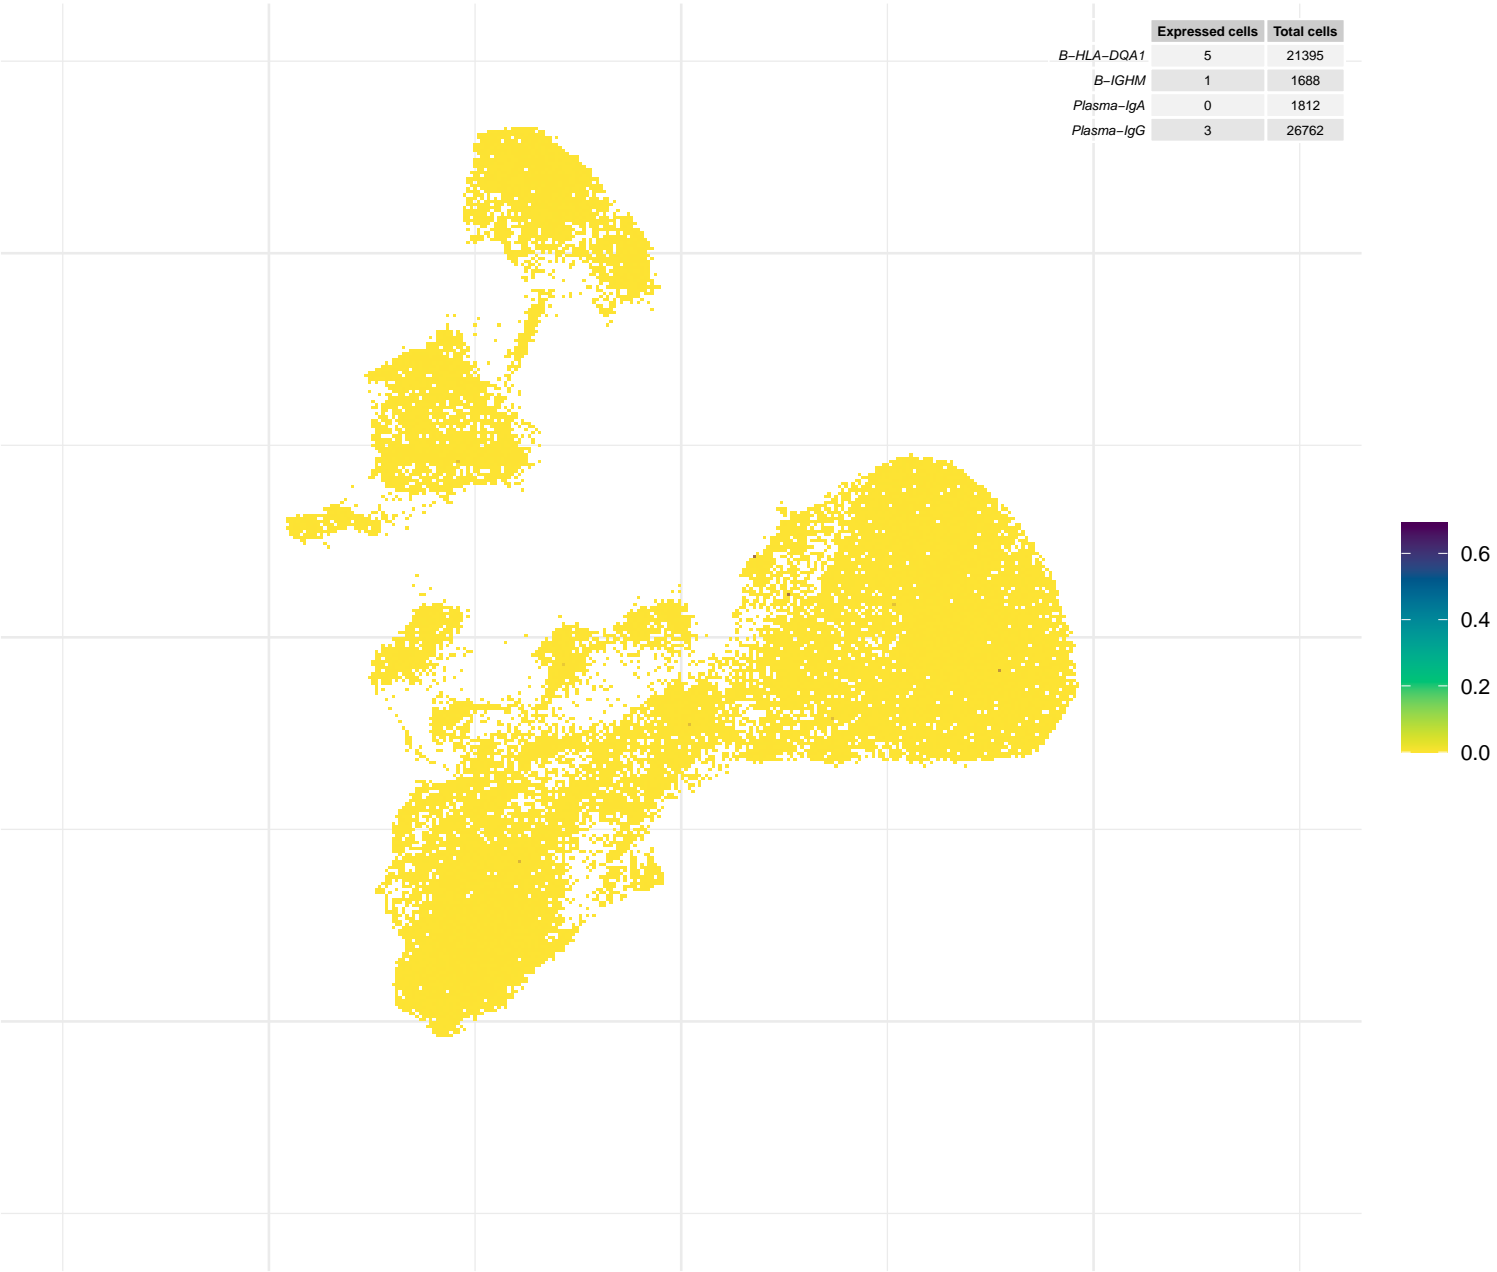 Expressed cells Total cells
B−HLA−DQA1 5 21395
B−IGHM 1 1688
Plasma−IgA 0 1812
Plasma−IgG 3 26762
0.6
0.4
0.2
0.0